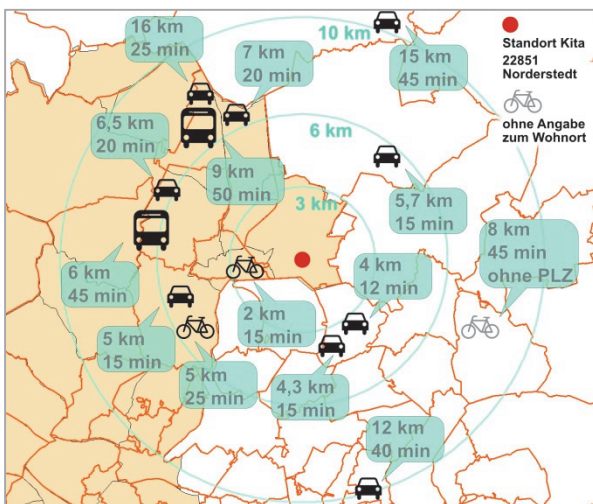 16 km
25 min
10 km
7 km
20 min
15 km
45 min
Standort Kita
22851
Norderstedt
ohne Angabe
zum Wohnort
6,5 km
20 min
6 km
9 km
50 min
3 km
5,7 km
15 min
8 km
45 min
ohne PLZ
6 km
45 min
4 km
12 min
2 km
15 min
5 km
15 min
5 km
25 min
4,3 km
15 min
12 km
40 min